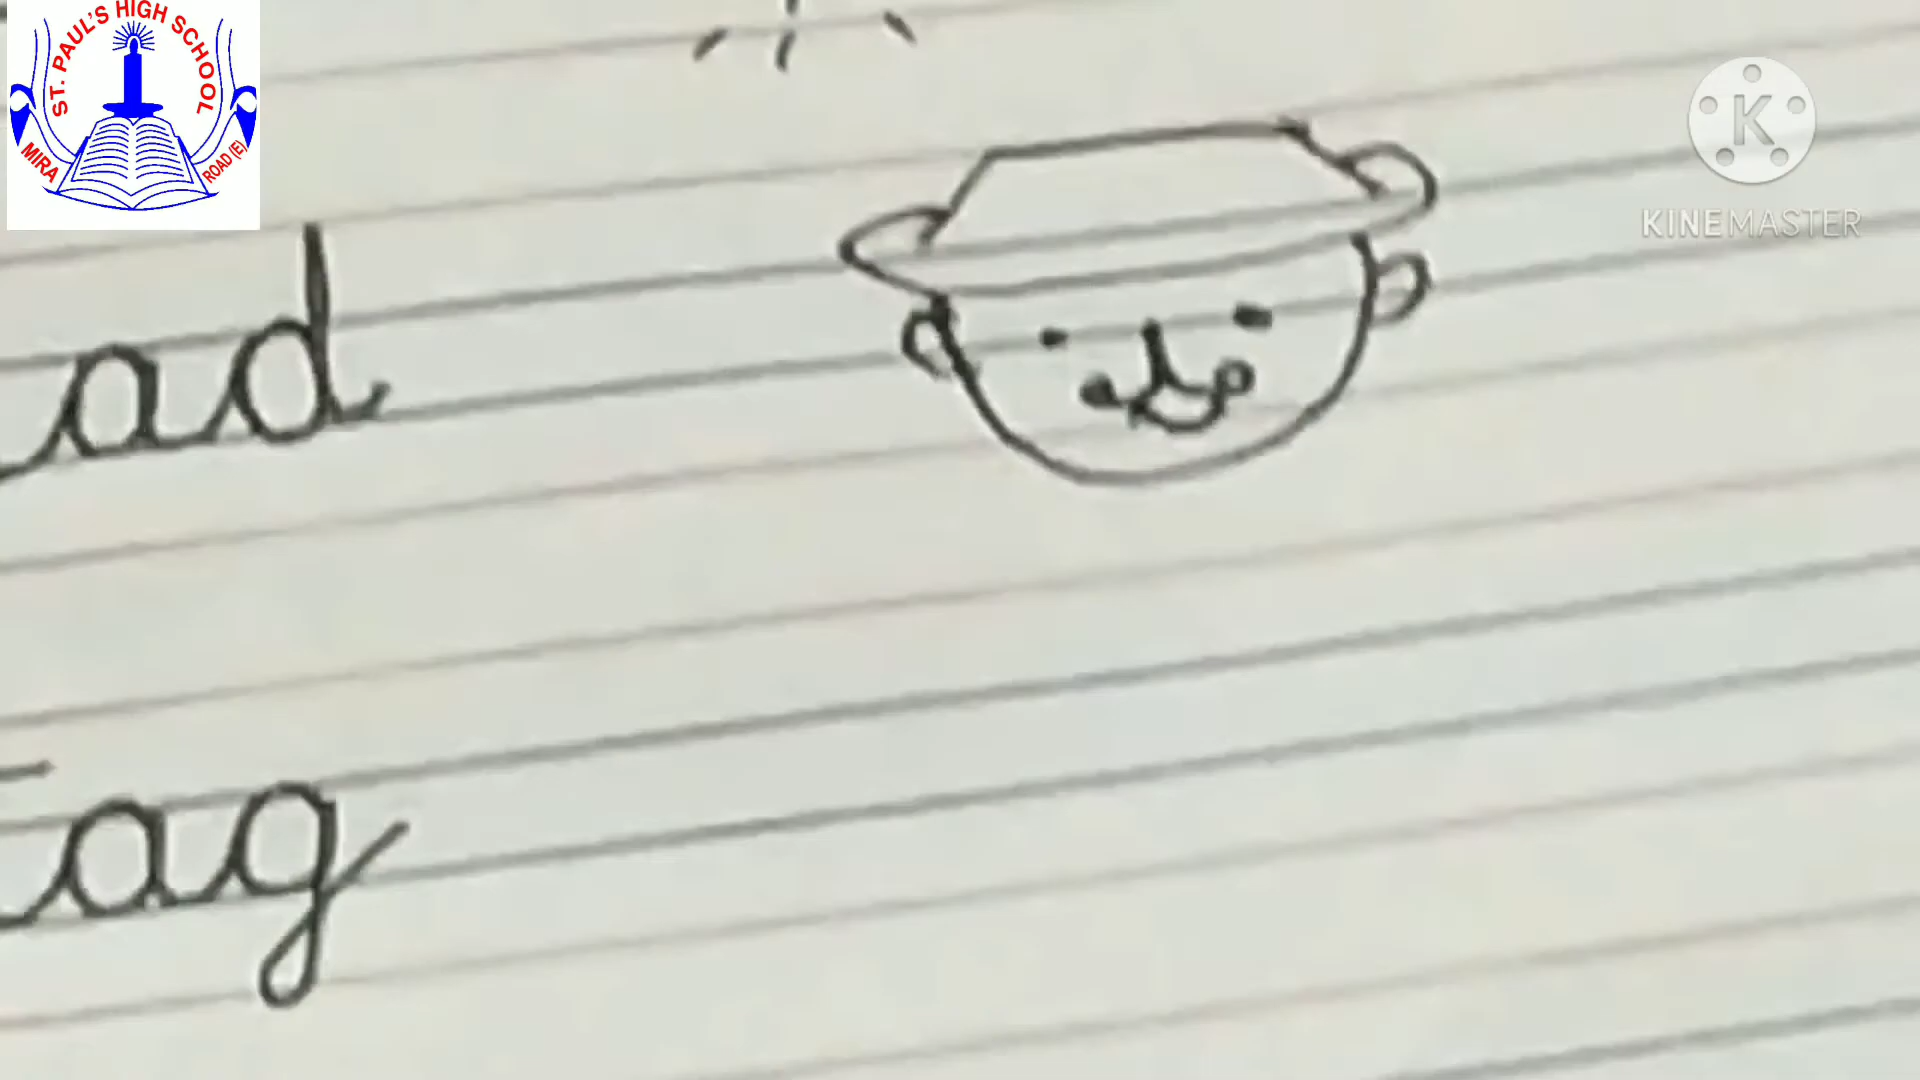 ST. PAUL'S HIGH SCHOOL
MIRA ROAD (E)
K
KINEMASTER
ad
ag